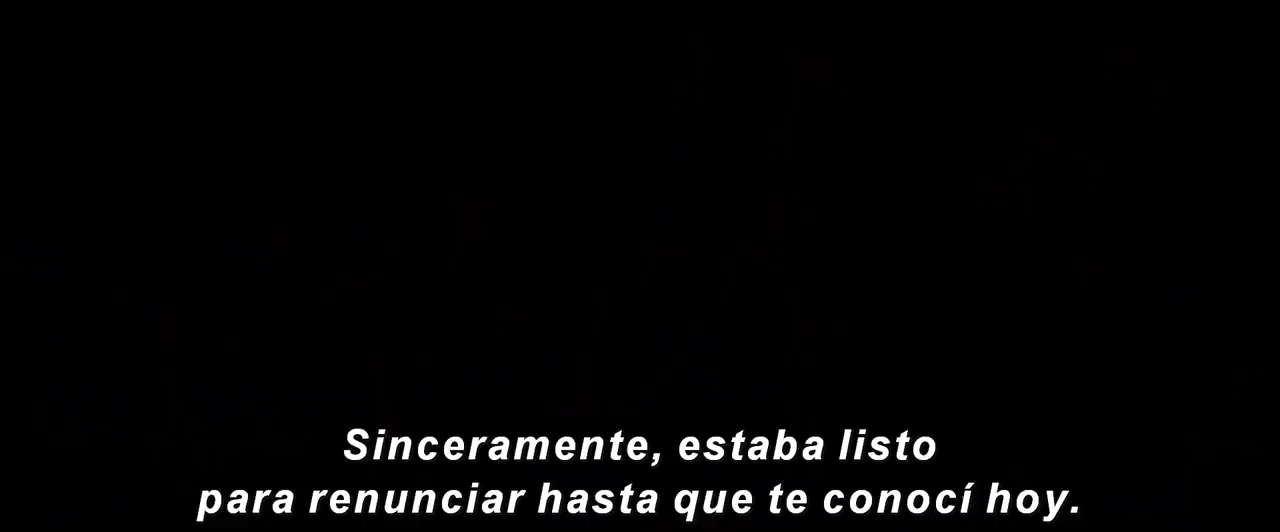 Sinceramente, estaba listo
para renunciar hasta que te conocí hoy.